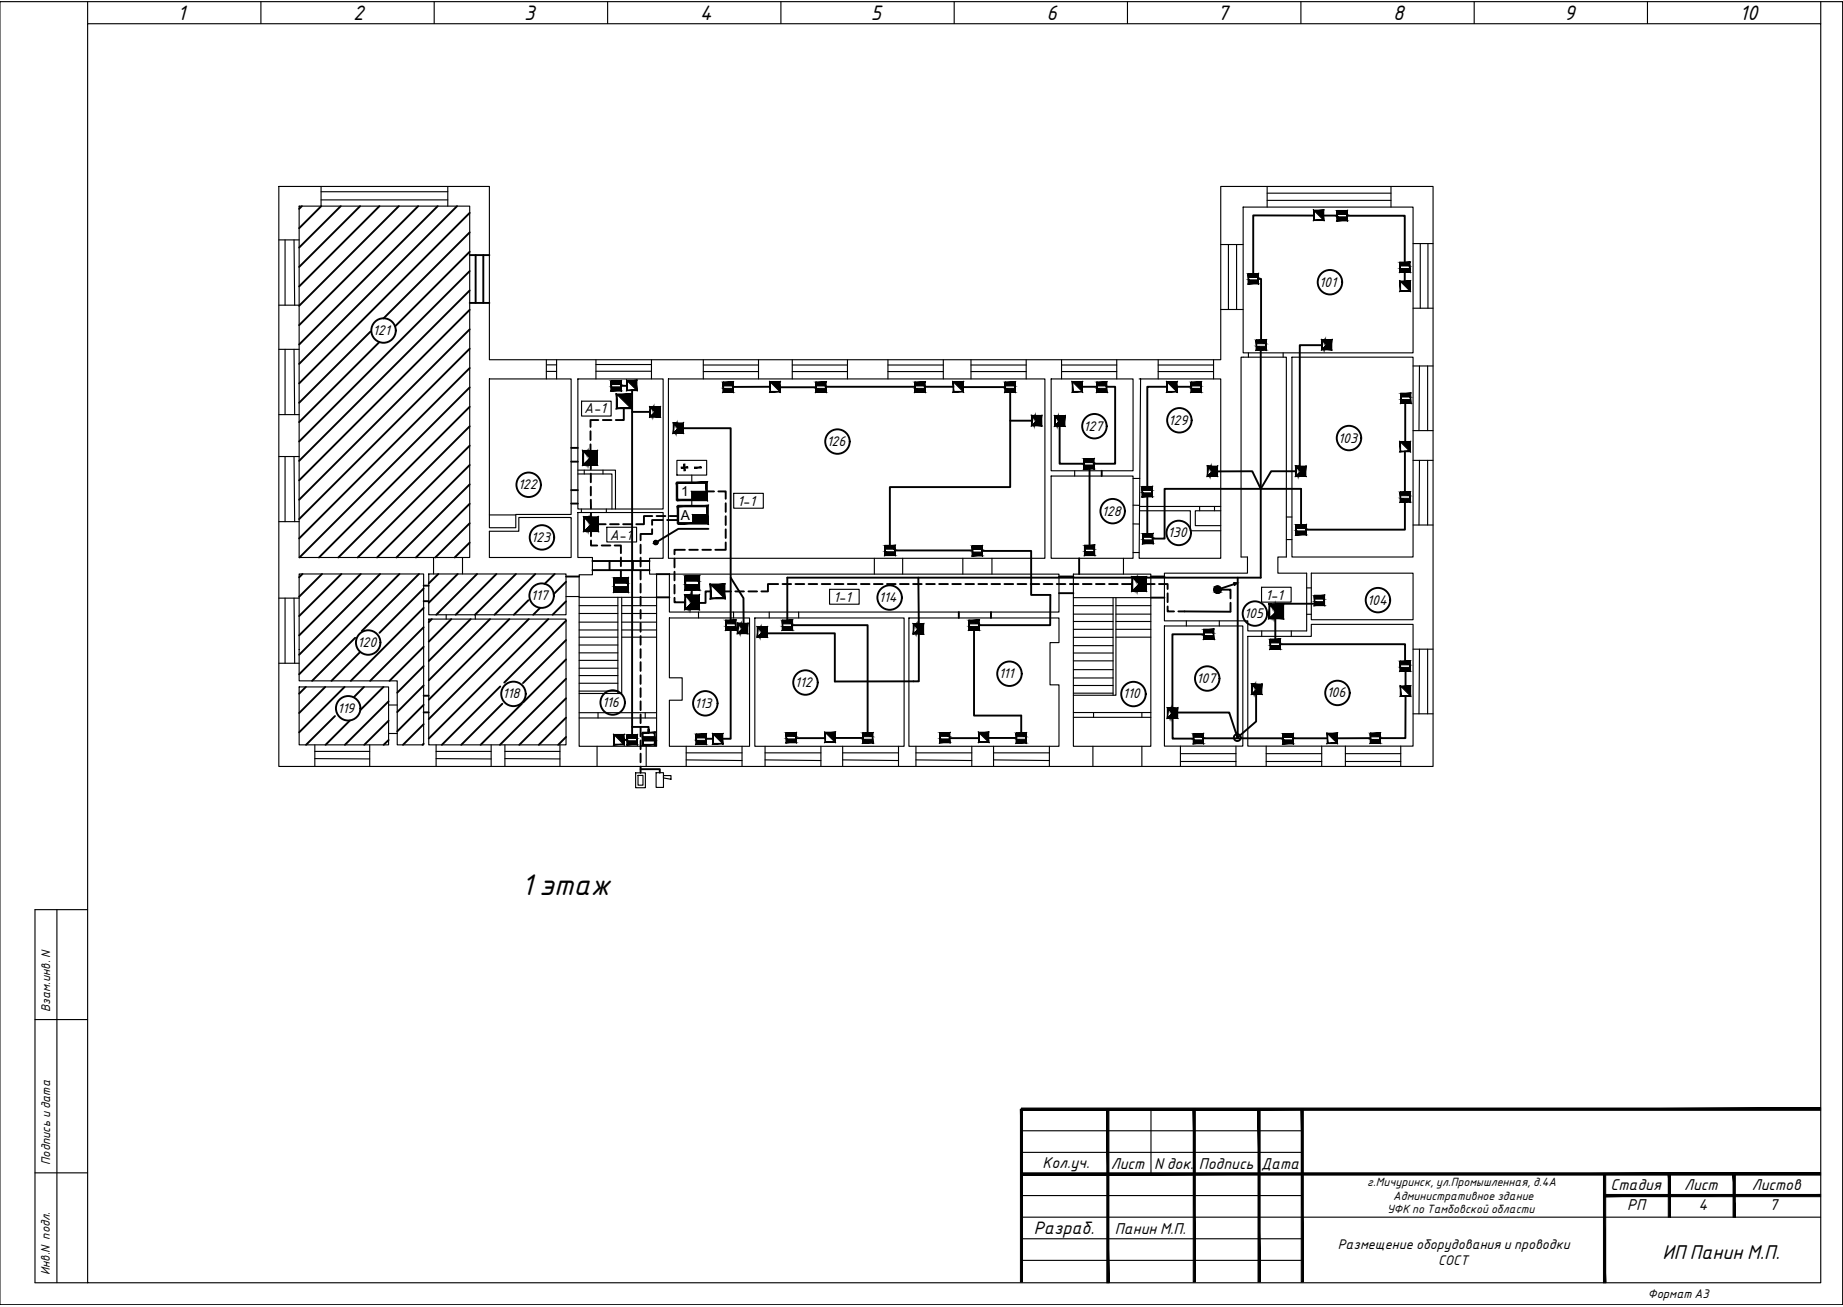 1 2 3 4 5 6 7 8 9 10
101
121
A-1
103
126
127
129
+ -
122
1
1-1
128
A
130
123
A-1
117
1-1
114
1-1
104
105
120
111
107
112
118
106
116
113
110
119
1 этаж
Взам.инв. N
Подпись и дата
Инв.N подл.
Кол.уч. Лист N док. Подпись Дата
г.Мичуринск, ул.Промышленная, д.4А
Административное здание
УФК по Тамбовской области
Стадия Лист Листов
РП 4 7
Разраб. Панин М.П.
Размещение оборудования и проводки
СОСТ
ИП Панин М.П.
Формат А3